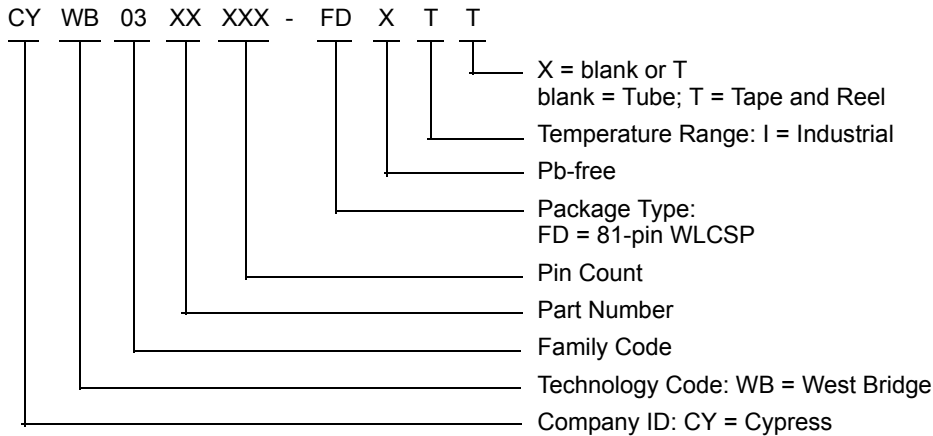 CY WB 03 XX XXX - FD X T T
X = blank or T
blank = Tube; T = Tape and Reel
Temperature Range: I = Industrial
Pb-free
Package Type:
FD = 81-pin WLCSP
Pin Count
Part Number
Family Code
Technology Code: WB = West Bridge
Company ID: CY = Cypress